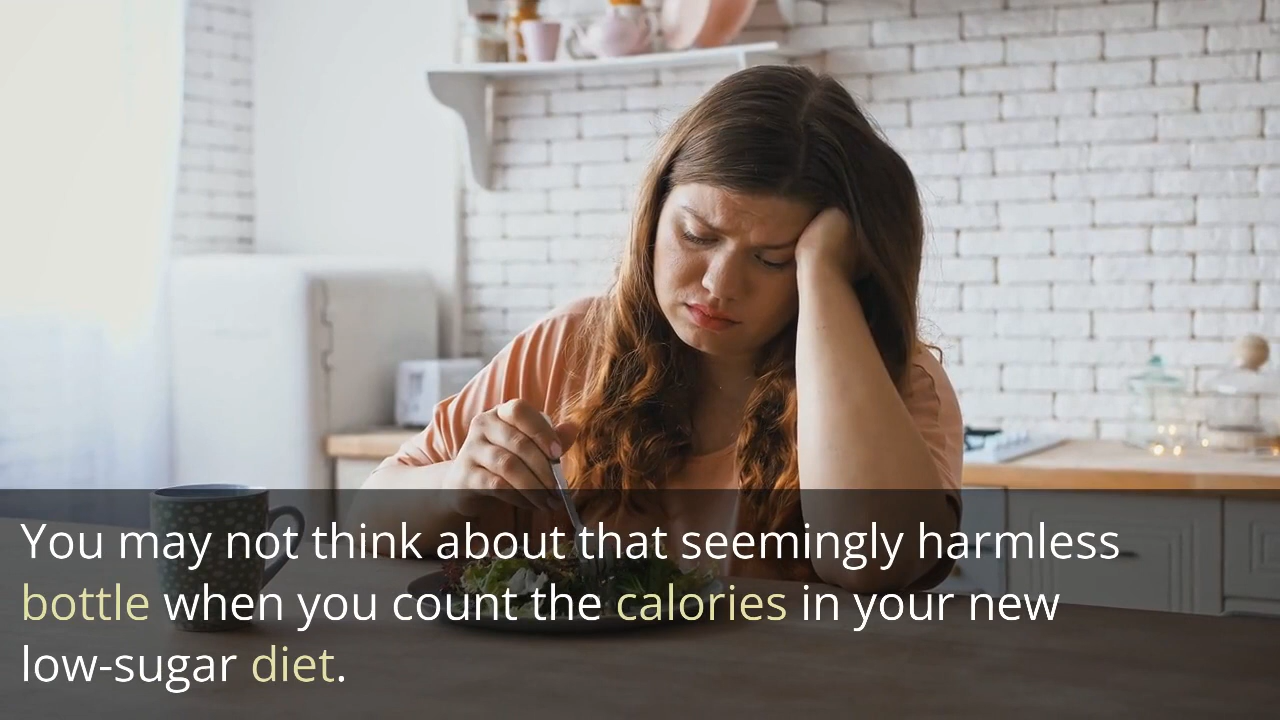 You may not think about that seemingly harmless
bottle when you count the calories in your new
low-sugar diet.